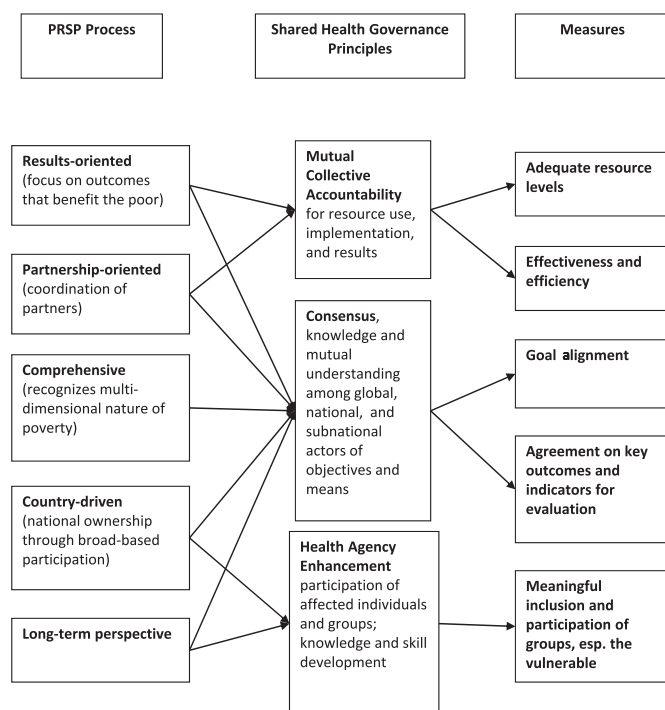 PRSP Process
Shared Health Governance
Principles
Measures
Results-oriented
(focus on outcomes
that benefit the poor)
Partnership-oriented
(coordination of
partners)
Comprehensive
(recognizes multi-
dimensional nature of
poverty)
Country-driven
(national ownership
through broad-based
participation)
Long-term perspective
Mutual
Collective
Accountability
for resource use,
implementation,
and results
Consensus,
knowledge and
mutual
understanding
among global,
national, and
subnational
actors of
objectives and
means
Health Agency
Enhancement
participation of
affected individuals
and groups;
knowledge and skill
development
Adequate resource
levels
Effectiveness and
efficiency
Goal alignment
Agreement on key
outcomes and
indicators for
evaluation
Meaningful
inclusion and
participation of
groups, esp. the
vulnerable